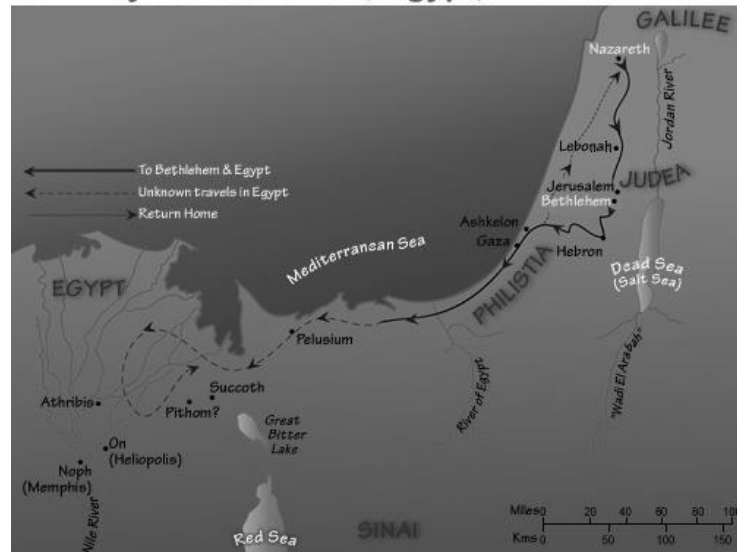 GALILEE
Nazareth
Jordan River
Lebonah
To Bethlehem & Egypt
Unknown travels in Egypt
Return Home
Jerusalem
JUDEA
Bethlehem
Ashkelon
Gaza
Hebron
Mediterranean Sea
PHILISTIA
Dead Sea
(Salt Sea)
EGYPT
Pelusium
River of Egypt
"Wadi El Arabah"
Succoth
Pithom?
Athribis
Great
Bitter
Lake
On
(Heliopolis)
Noph
(Memphis)
Nile River
Red Sea
SINAI
Miles 0 20 40 60 80 100
Kms 0 50 100 150